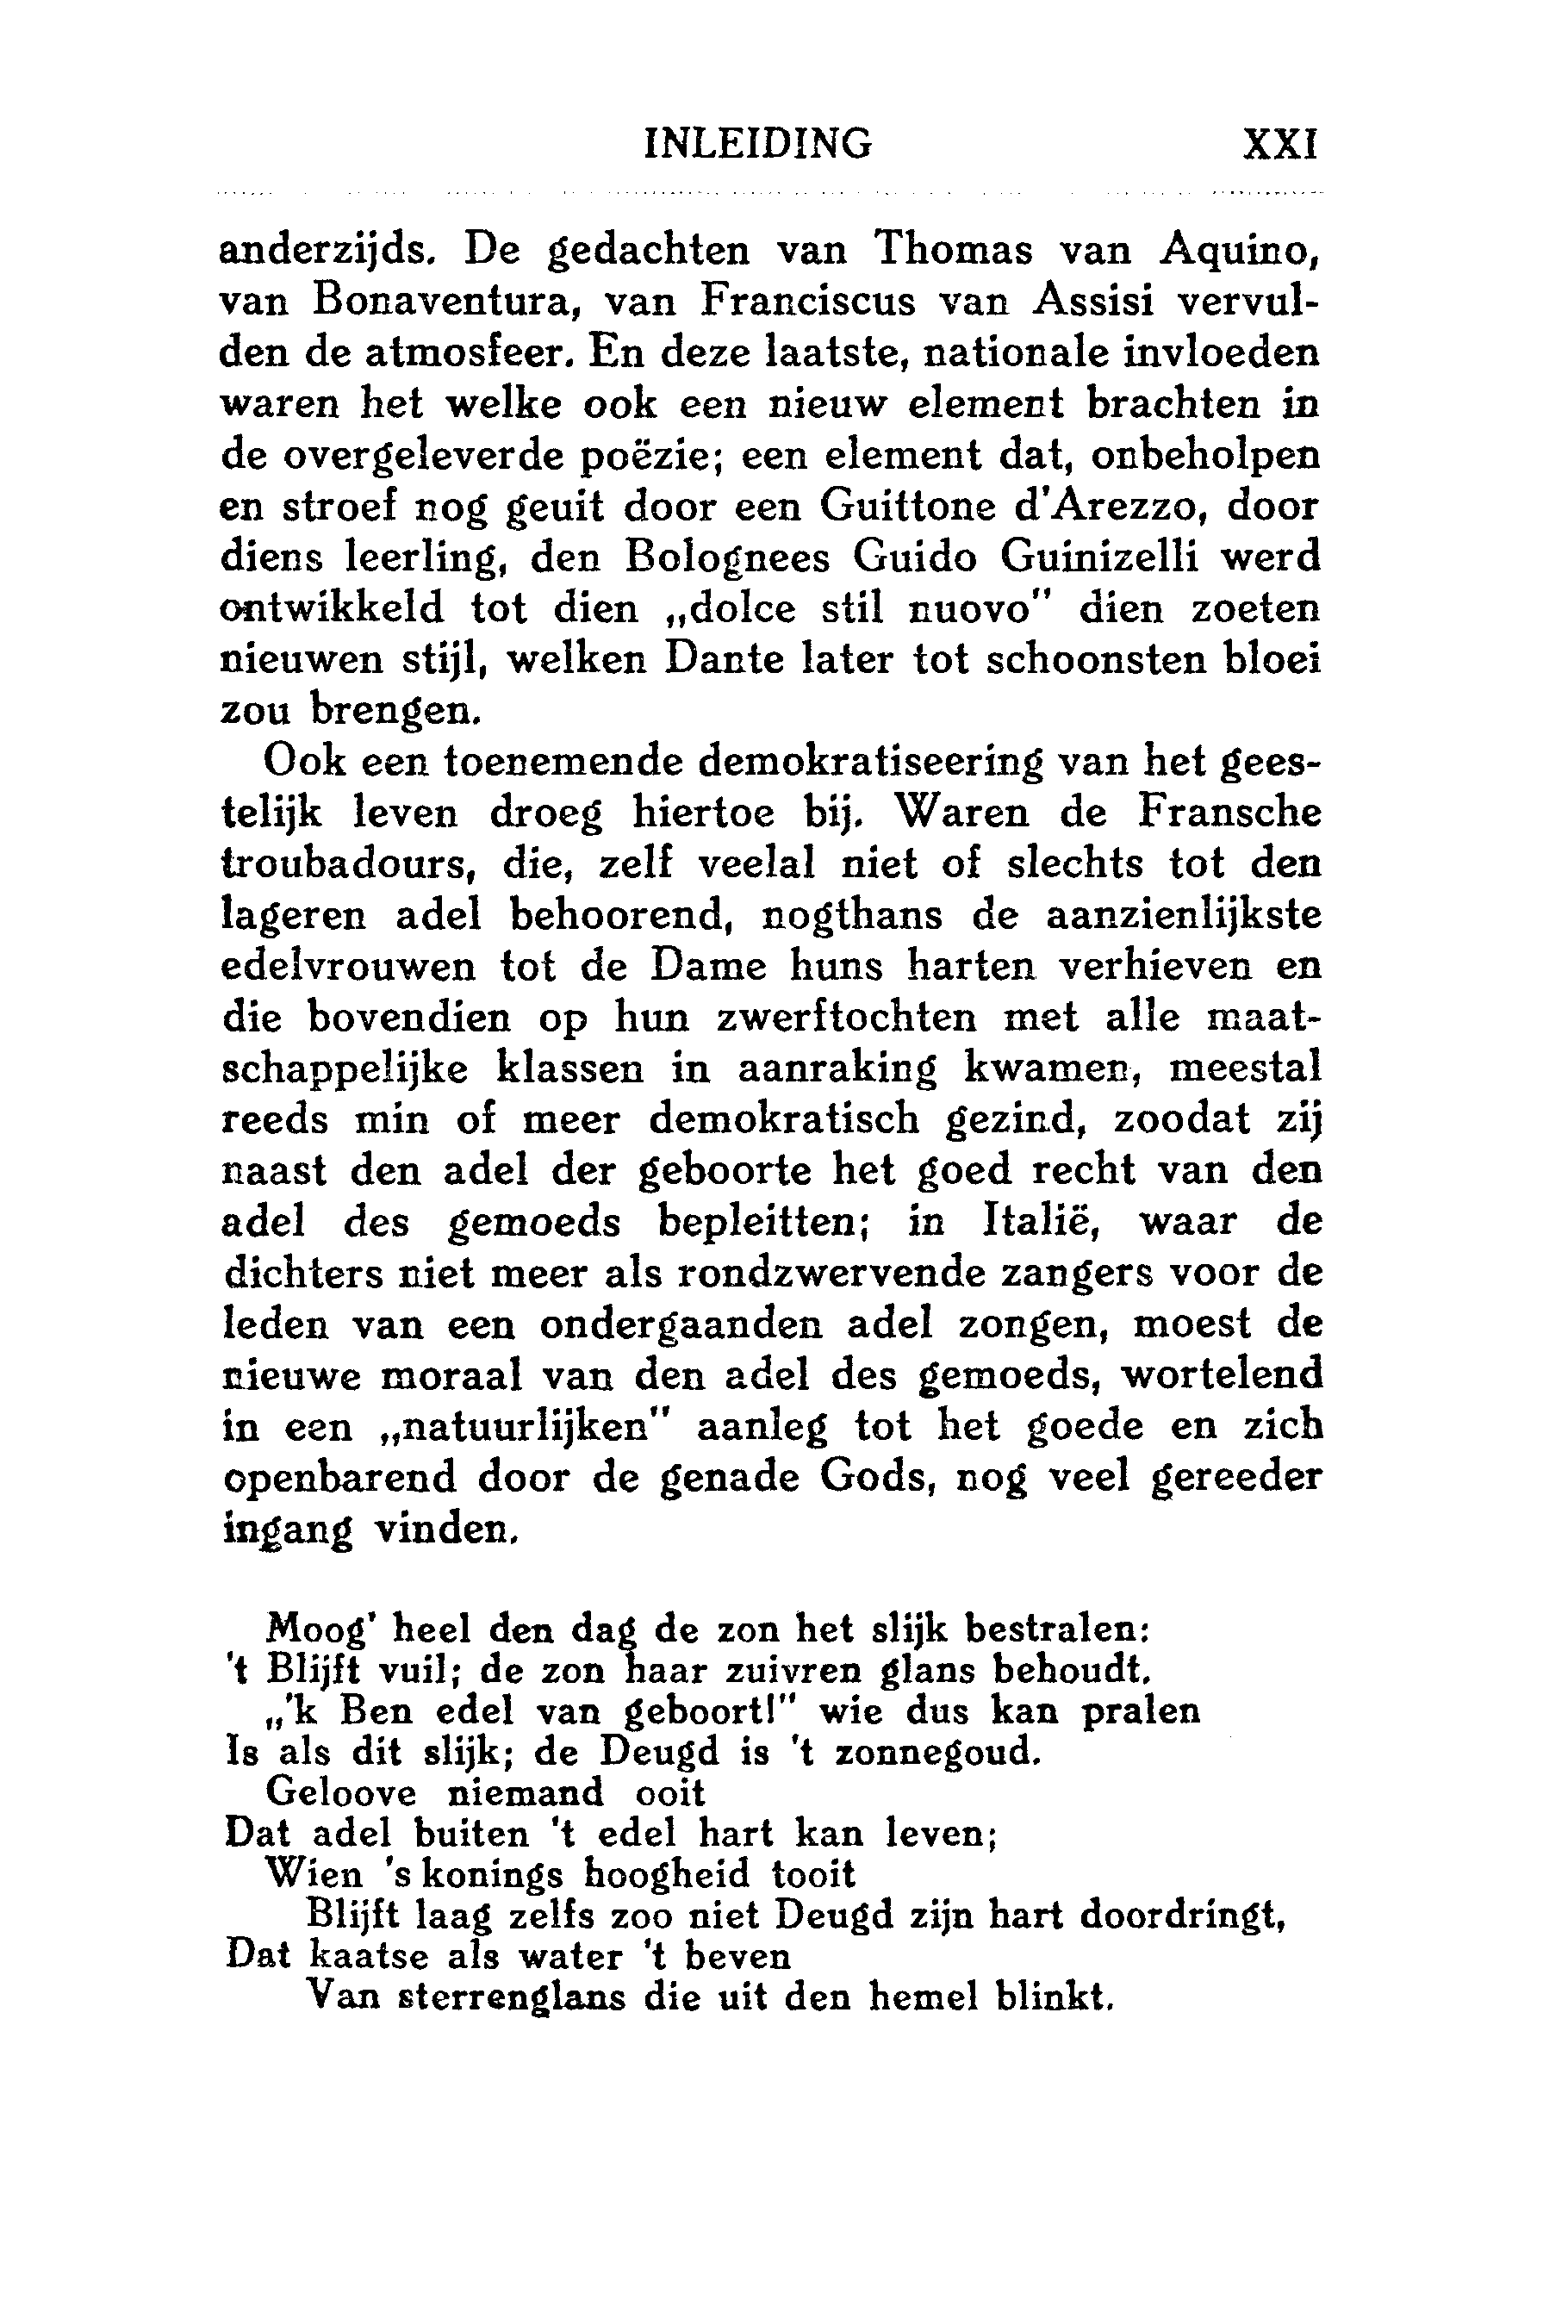 INLEIDING XXI
anderzijds. De gedachten van Thomas van Aquino,
van Bonaventura, van Franciscus van Assisi vervul-
den de atmosfeer. En deze laatste, nationale invloeden
waren het welke ook een nieuw element brachten in
de overgeleverde poëzie; een element dat, onbeholpen
en stroef nog geuit door een Guittone d'Arezzo, door
diens leerling, den Bolognees Guido Guinizelli werd
ontwikkeld tot dien „dolce stil nuovo" dien zoeten
nieuwen stijl, welken Dante later tot schoonsten bloei
zou brengen.
Ook een toenemende demokratiseering van het gees-
telijk leven droeg hiertoe bij. Waren de Fransche
troubadours, die, zelf veelal niet of slechts tot den
lageren adel behoorend, nogthans de aanzienlijkste
edelvrouwen tot de Dame huns harten verhieven en
die bovendien op hun zwerftochten met alle maat-
schappelijke klassen in aanraking kwamen, meestal
reeds min of meer demokratisch gezind, zoodat zij
naast den adel der geboorte het goed recht van den
adel des gemoeds bepleitten; in Italië, waar de
dichters niet meer als rondzwervende zangers voor de
leden van een ondergaanden adel zongen, moest de
nieuwe moraal van den adel des gemoeds, wortelend
in een „natuurlijken" aanleg tot het goede en zich
openbarend door de genade Gods, nog veel gereeder
ingang vinden.
Moog' heel den dag de zon het slijk bestralen:
't Blijft vuil; de zon haar zuivren glans behoudt.
„'k Ben edel van geboort!" wie dus kan pralen
Is als dit slijk; de Deugd is 't zonnegoud.
Geloove niemand ooit
Dat adel buiten 't edel hart kan leven;
Wien 's konings hoogheid tooit
Blijft laag zelfs zoo niet Deugd zijn hart doordringt,
Dat kaatse als water 't beven
Van sterrenglans die uit den hemel blinkt.